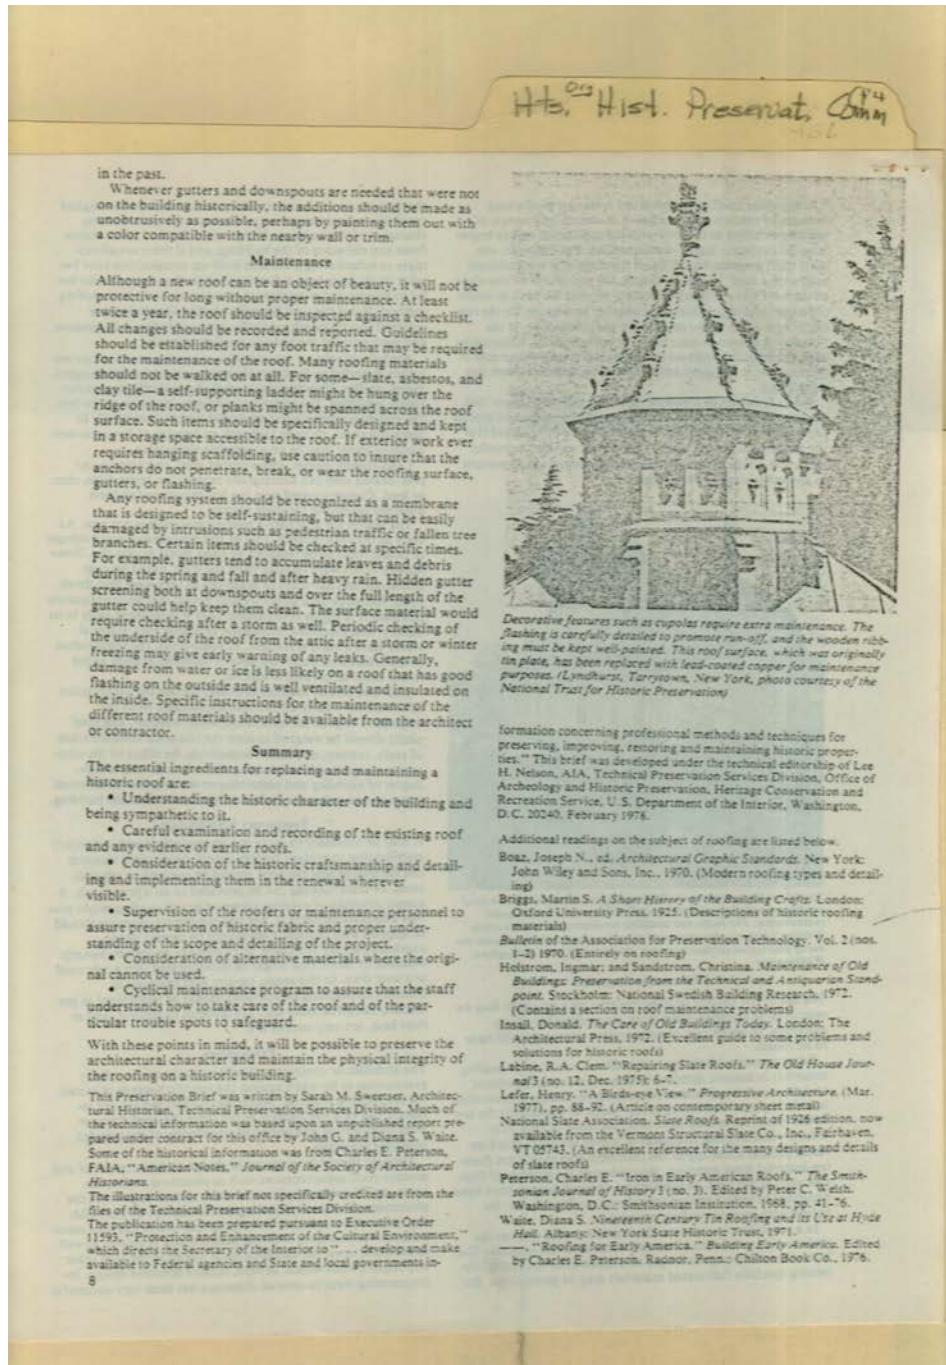 Hts. Org Hist. Preservat. Comm
in the past.
Whenever gutters and downspouts are needed that were not
on the building historically, the additions should be made as
unobtrusively as possible, perhaps by painting them out with
a color compatible with the nearby wall or trim.
Maintenance
Although a new roof can be an object of beauty, it will not be
protective for long without proper maintenance. At least
twice a year, the roof should be inspected against a checklist.
All changes should be recorded and reported. Guidelines
should be established for any foot traffic that may be required
for the maintenance of the roof. Many roofing materials
should not be walked on at all. For some—slate, asbestos, and
clay tile—a self-supporting ladder might be hung over the
ridge of the roof, or planks might be spanned across the roof
surface. Such items should be specifically designed and kept
in a storage space accessible to the roof. If exterior work ever
requires hanging scaffolding, use caution to insure that the
anchors do not penetrate, break, or wear the roofing surface,
gutters, or flashing.
Any roofing system should be recognized as a membrane
that is designed to be self-sustaining, but that can be easily
damaged by intrusions such as pedestrian traffic or fallen tree
branches. Certain items should be checked at specific times.
For example, gutters tend to accumulate leaves and debris
during the spring and fall and after heavy rain. Hidden gutter
screening both at downspouts and over the full length of the
gutter could help keep them clean. The surface material would
require checking after a storm as well. Periodic checking of
the underside of the roof from the attic after a storm or winter
freezing may give early warning of any leaks. Generally,
damage from water or ice is less likely on a roof that has good
flashing on the outside and is well ventilated and insulated on
the inside. Specific instructions for the maintenance of the
different roof materials should be available from the architect
or contractor.
Summary
The essential ingredients for replacing and maintaining a
historic roof are:
• Understanding the historic character of the building and
being sympathetic to it.
• Careful examination and recording of the existing roof
and any evidence of earlier roofs.
• Consideration of the historic craftsmanship and detail-
ing and implementing them in the renewal wherever
visible.
• Supervision of the roofers or maintenance personnel to
assure preservation of historic fabric and proper under-
standing of the scope and detailing of the project.
• Consideration of alternative materials where the origi-
nal cannot be used.
• Cyclical maintenance program to assure that the staff
understands how to take care of the roof and of the par-
ticular trouble spots to safeguard.
With these points in mind, it will be possible to preserve the
architectural character and maintain the physical integrity of
the roofing on a historic building.
This Preservation Brief was written by Sarah M. Sweetser, Architec-
tural Historian, Technical Preservation Services Division. Much of
the technical information was based upon an unpublished report pre-
pared under contract for this office by John G. and Diana S. Waite.
Some of the historical information was from Charles E. Peterson,
FAIA, "American Notes," Journal of the Society of Architectural
Historians.
The illustrations for this brief not specifically credited are from the
files of the Technical Preservation Services Division.
The publication has been prepared pursuant to Executive Order
11593, "Protection and Enhancement of the Cultural Environment,"
which directs the Secretary of the Interior to " . . . develop and make
available to Federal agencies and State and local governments in-
8
Decorative features such as cupolas require extra maintenance. The
flashing is carefully detailed to promote run-off, and the wooden ribb-
ing must be kept well-painted. This roof surface, which was originally
tin plate, has been replaced with lead-coated copper for maintenance
purposes. (Lyndhurst, Tarrytown, New York, photo courtesy of the
National Trust for Historic Preservation)
formation concerning professional methods and techniques for
preserving, improving, restoring and maintaining historic proper-
ties." This brief was developed under the technical editorship of Lee
H. Nelson, AIA, Technical Preservation Services Division, Office of
Archeology and Historic Preservation, Heritage Conservation and
Recreation Service, U.S. Department of the Interior, Washington,
D.C. 20240. February 1978.
Additional readings on the subject of roofing are listed below.
Boaz, Joseph N., ed. Architectural Graphic Standards. New York:
John Wiley and Sons, Inc., 1970. (Modern roofing types and detail-
ing)
Briggs, Martin S. A Short History of the Building Crafts. London:
Oxford University Press, 1925. (Descriptions of historic roofing
materials)
Bulletin of the Association for Preservation Technology. Vol. 2 (nos.
1-2) 1970. (Entirely on roofing)
Holstrom, Ingmar; and Sandstrom, Christina. Maintenance of Old
Buildings: Preservation from the Technical and Antiquarian Stand-
point. Stockholm: National Swedish Building Research, 1972.
(Contains a section on roof maintenance problems)
Insall, Donald. The Care of Old Buildings Today. London: The
Architectural Press, 1972. (Excellent guide to some problems and
solutions for historic roofs)
Labine, R.A. Clem. "Repairing Slate Roofs." The Old House Jour-
nal 3 (no. 12, Dec. 1975): 6-7.
Lefer, Henry. "A Birds-eye View." Progressive Architecture. (Mar.
1977), pp. 88-92. (Article on contemporary sheet metal)
National Slate Association. Slate Roofs. Reprint of 1926 edition, now
available from the Vermont Structural Slate Co., Inc., Fairhaven,
VT 05743. (An excellent reference for the many designs and details
of slate roofs)
Peterson, Charles E. "Iron in Early American Roofs." The Smith-
sonian Journal of History 3 (no. 3). Edited by Peter C. Welsh.
Washington, D.C.: Smithsonian Institution, 1968, pp. 41-76.
Waite, Diana S. Nineteenth Century Tin Roofing and its Use at Hyde
Hall. Albany: New York State Historic Trust, 1971.
——. "Roofing for Early America." Building Early America. Edited
by Charles E. Peterson. Radnor, Penn.: Chilton Book Co., 1976.